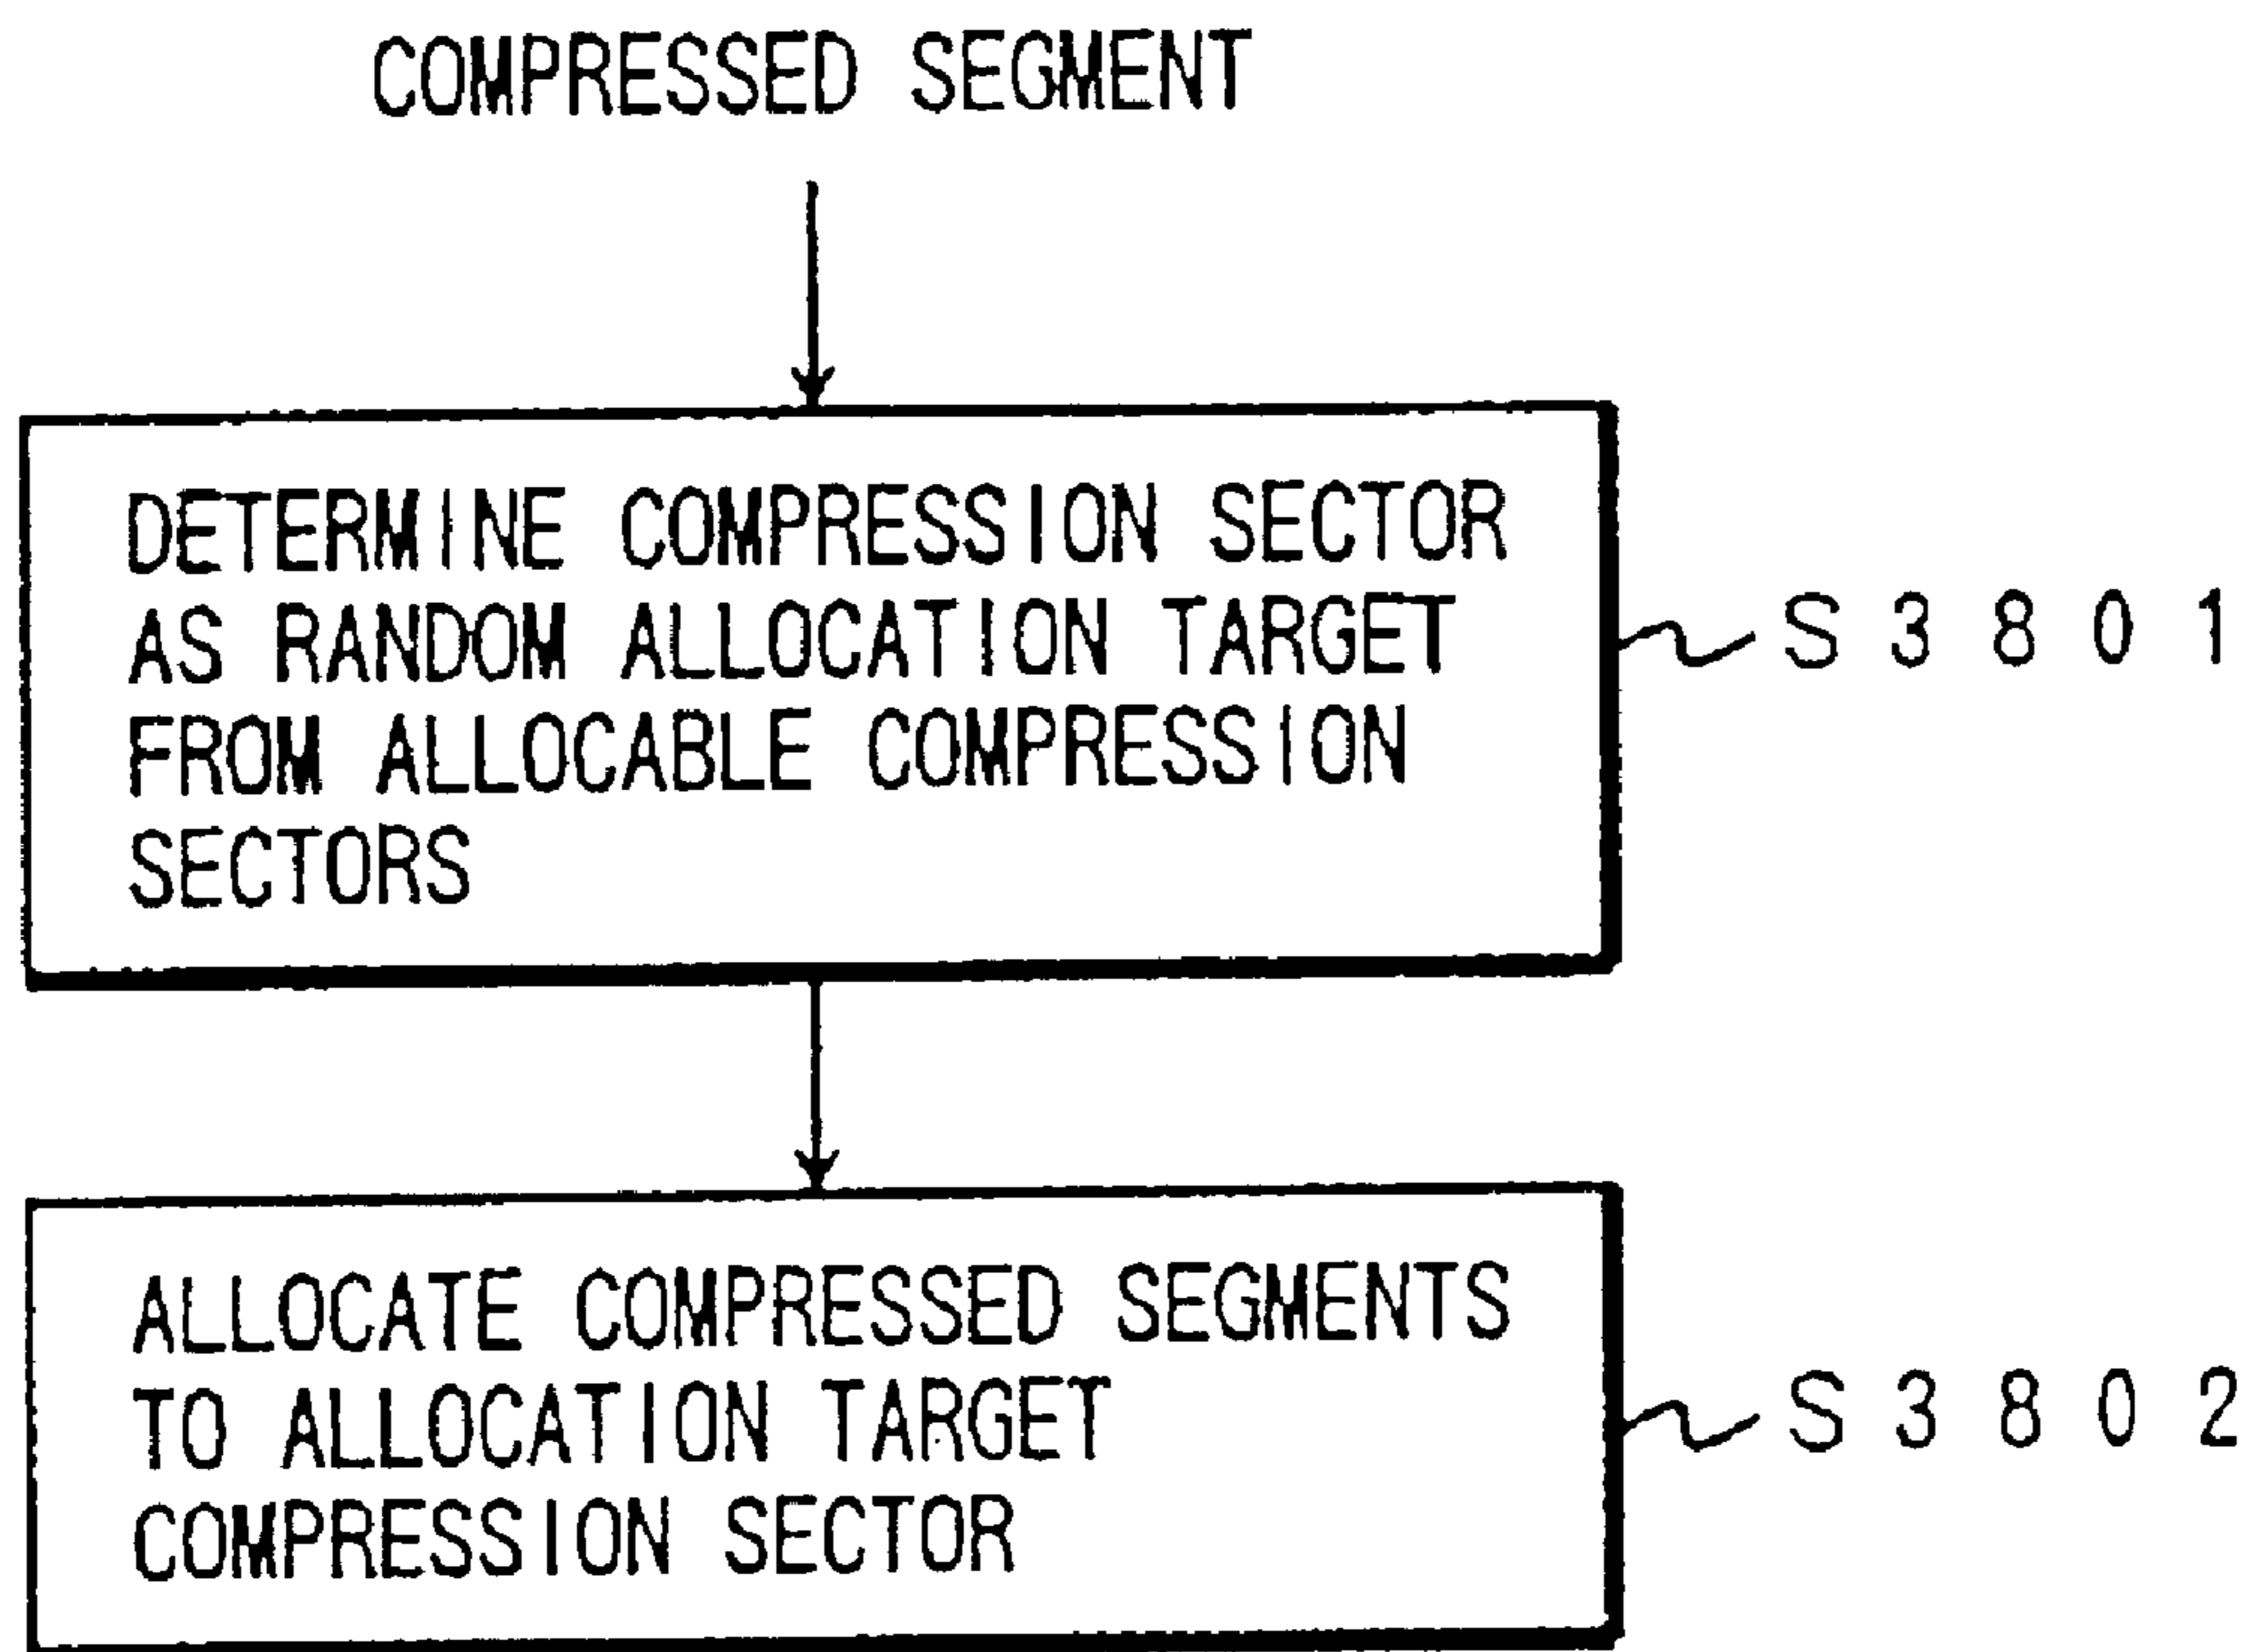 COMPRESSED SEGMENT
DETERMINE COMPRESSION SECTOR
AS RANDOM ALLOCATION TARGET
FROM ALLOCABLE COMPRESSION
SECTORS
S3801
ALLOCATE COMPRESSED SEGMENTS
TO ALLOCATION TARGET
COMPRESSION SECTOR
S3802